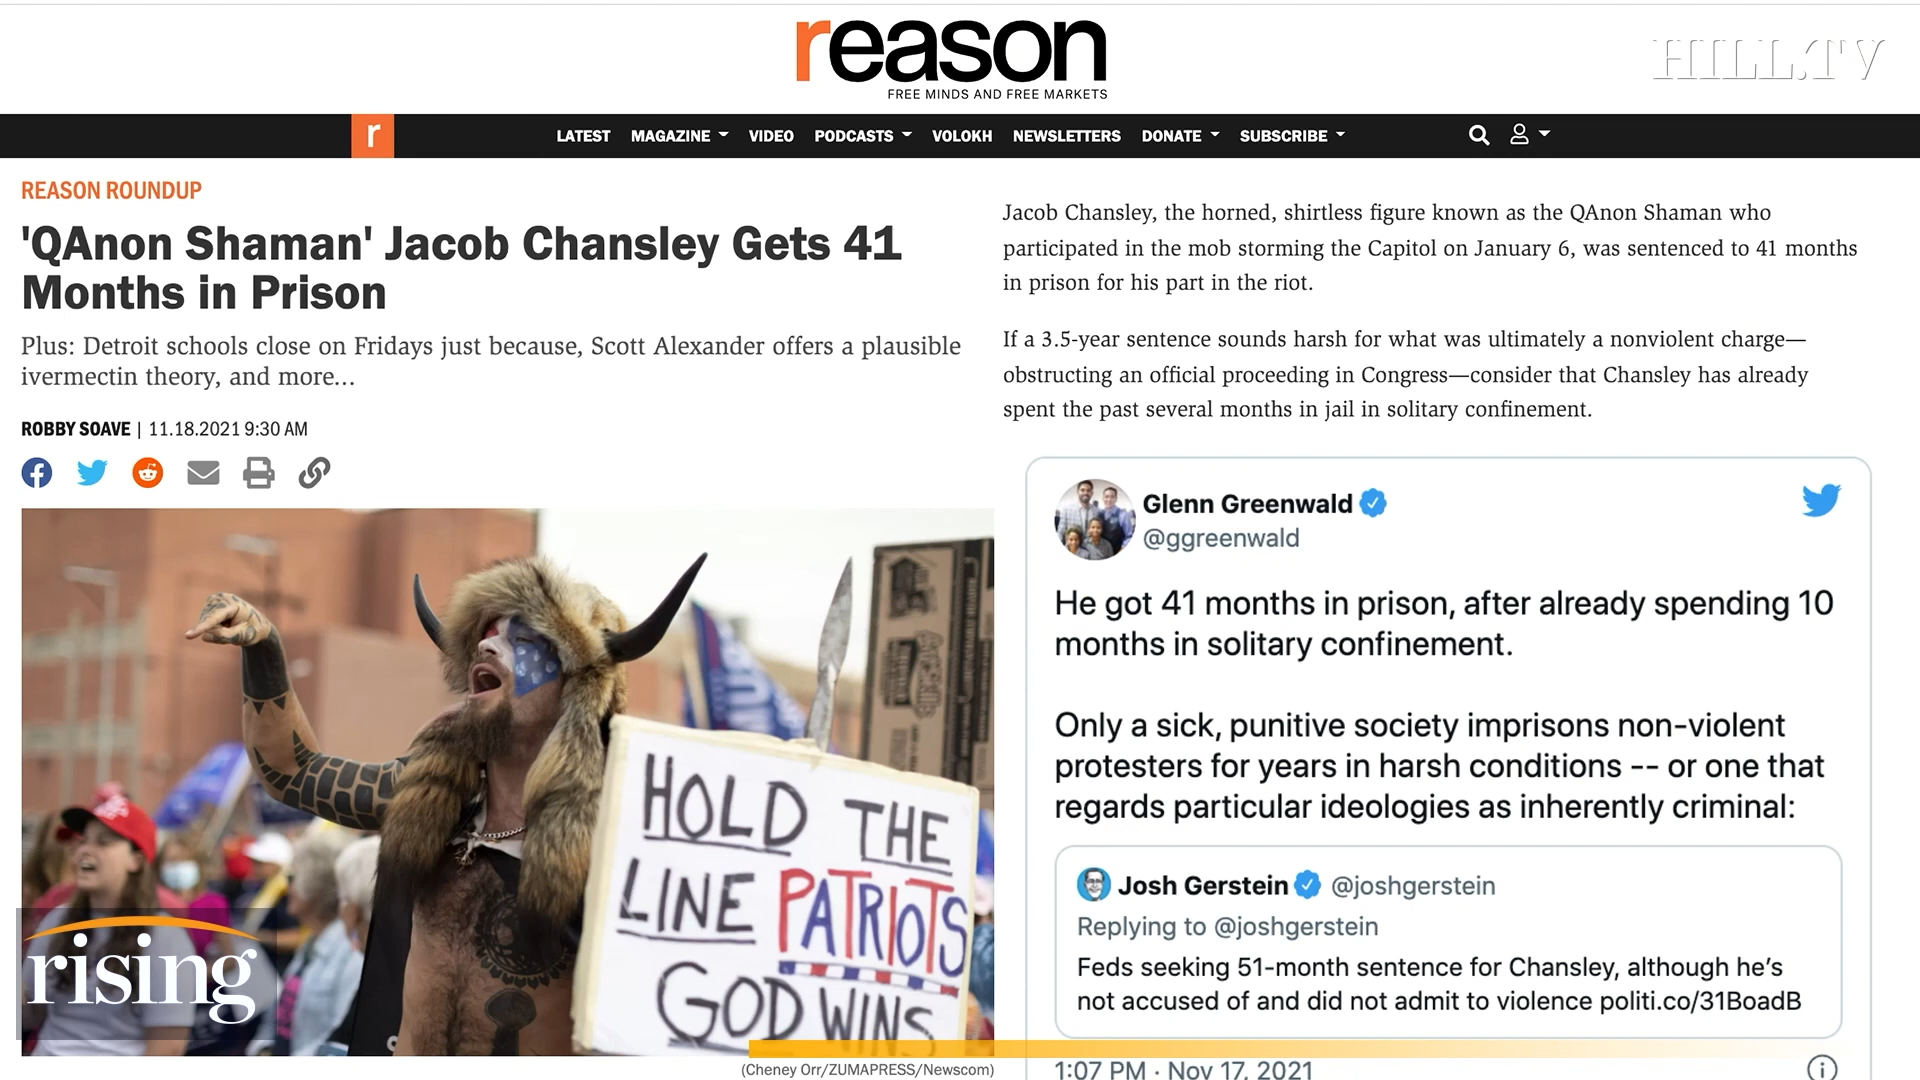 reason
FREE MINDS AND FREE MARKETS
HILL.TV
r
LATEST MAGAZINE VIDEO PODCASTS VOLOKH NEWSLETTERS DONATE SUBSCRIBE
REASON ROUNDUP
'QAnon Shaman' Jacob Chansley Gets 41
Months in Prison
Plus: Detroit schools close on Fridays just because, Scott Alexander offers a plausible
ivermectin theory, and more...
ROBBY SOAVE | 11.18.2021 9:30 AM
HOLD THE
LINE PATRIOTS
GOD WINS
rising
(Cheney Orr/ZUMAPRESS/Newscom)
Jacob Chansley, the horned, shirtless figure known as the QAnon Shaman who
participated in the mob storming the Capitol on January 6, was sentenced to 41 months
in prison for his part in the riot.
If a 3.5-year sentence sounds harsh for what was ultimately a nonviolent charge—
obstructing an official proceeding in Congress—consider that Chansley has already
spent the past several months in jail in solitary confinement.
Glenn Greenwald
@ggreenwald
He got 41 months in prison, after already spending 10
months in solitary confinement.
Only a sick, punitive society imprisons non-violent
protesters for years in harsh conditions -- or one that
regards particular ideologies as inherently criminal:
Josh Gerstein @joshgerstein
Replying to @joshgerstein
Feds seeking 51-month sentence for Chansley, although he's
not accused of and did not admit to violence politi.co/31BoadB
1:07 PM · Nov 17, 2021